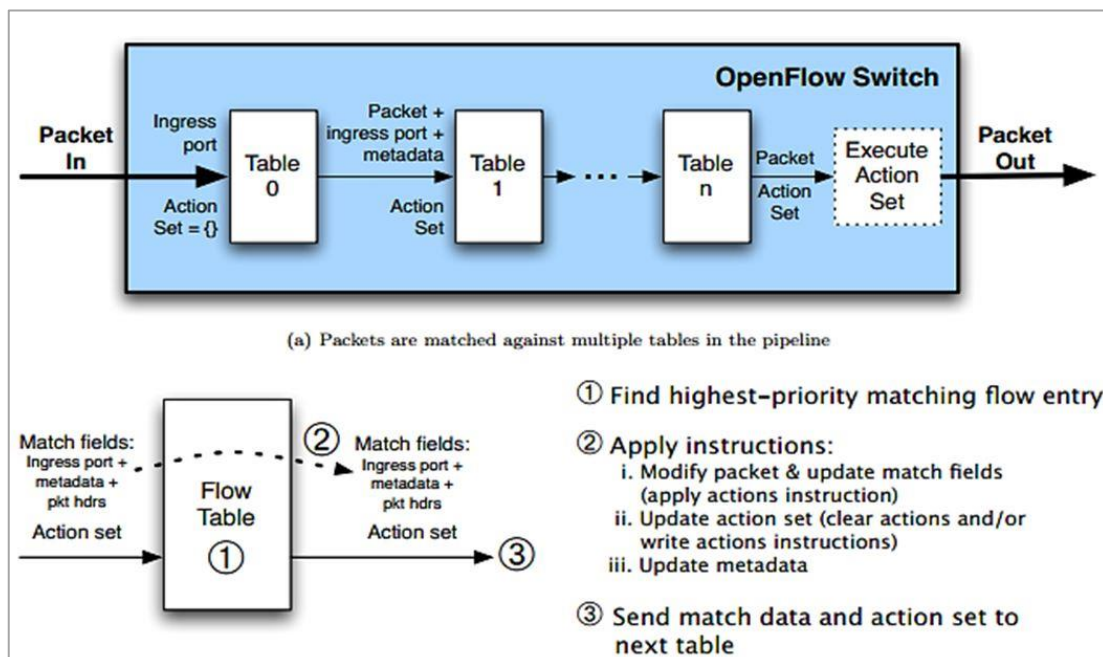 OpenFlow Switch
Packet
In
Ingress
port
Action
Set = {}
Table
0
Packet +
ingress port +
metadata
Action
Set
Table
1
...
Table
n
Packet
Action
Set
Execute
Action
Set
Packet
Out
(a) Packets are matched against multiple tables in the pipeline
Match fields:
Ingress port +
metadata +
pkt hdrs
Action set
Flow
Table
①
②
Match fields:
Ingress port +
metadata +
pkt hdrs
Action set
③
① Find highest-priority matching flow entry
② Apply instructions:
i. Modify packet & update match fields
(apply actions instruction)
ii. Update action set (clear actions and/or
write actions instructions)
iii. Update metadata
③ Send match data and action set to
next table